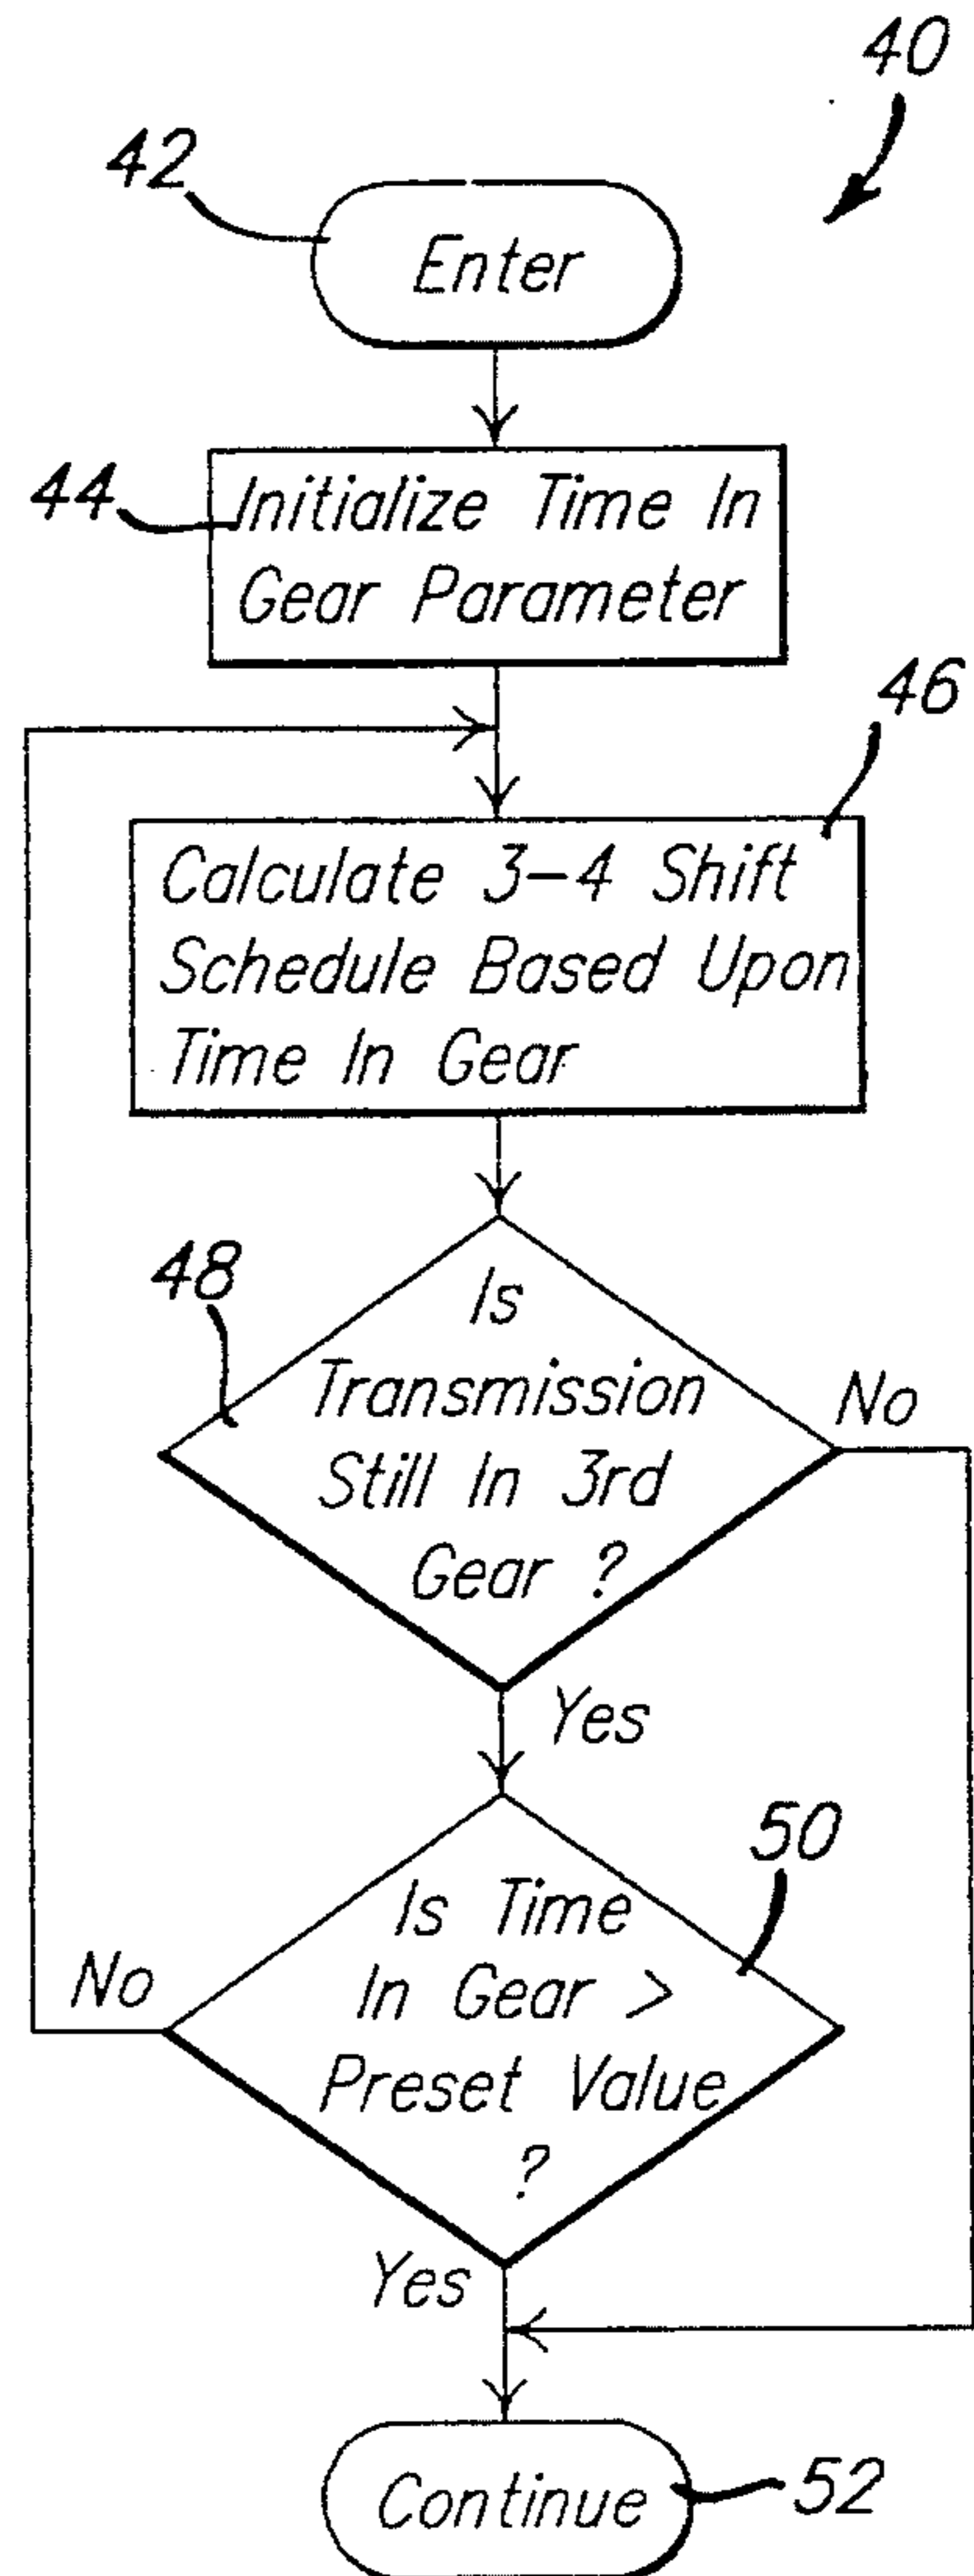 40
42
Enter
44
Initialize Time In
Gear Parameter
46
Calculate 3-4 Shift
Schedule Based Upon
Time In Gear
48
Is
Transmission
Still In 3rd
Gear ?
No
Yes
50
Is Time
In Gear >
Preset Value
?
No
Yes
Continue
52